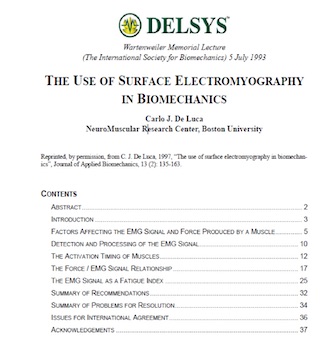 DELSYS™
Wartenweiler Memorial Lecture
(The International Society for Biomechanics) 5 July 1993
THE USE OF SURFACE ELECTROMYOGRAPHY
IN BIOMECHANICS
Carlo J. De Luca
NeuroMuscular Research Center, Boston University
Reprinted, by permission, from C. J. De Luca, 1997, "The use of surface electromyography in biomechan-
ics", Journal of Applied Biomechanics, 13 (2): 135-163.
CONTENTS
ABSTRACT 2
INTRODUCTION 3
FACTORS AFFECTING THE EMG SIGNAL AND FORCE PRODUCED BY A MUSCLE 5
DETECTION AND PROCESSING OF THE EMG SIGNAL 10
THE ACTIVATION TIMING OF MUSCLES 12
THE FORCE / EMG SIGNAL RELATIONSHIP 17
THE EMG SIGNAL AS A FATIGUE INDEX 25
SUMMARY OF RECOMMENDATIONS 32
SUMMARY OF PROBLEMS FOR RESOLUTION 34
ISSUES FOR INTERNATIONAL AGREEMENT 36
ACKNOWLEDGEMENTS 37